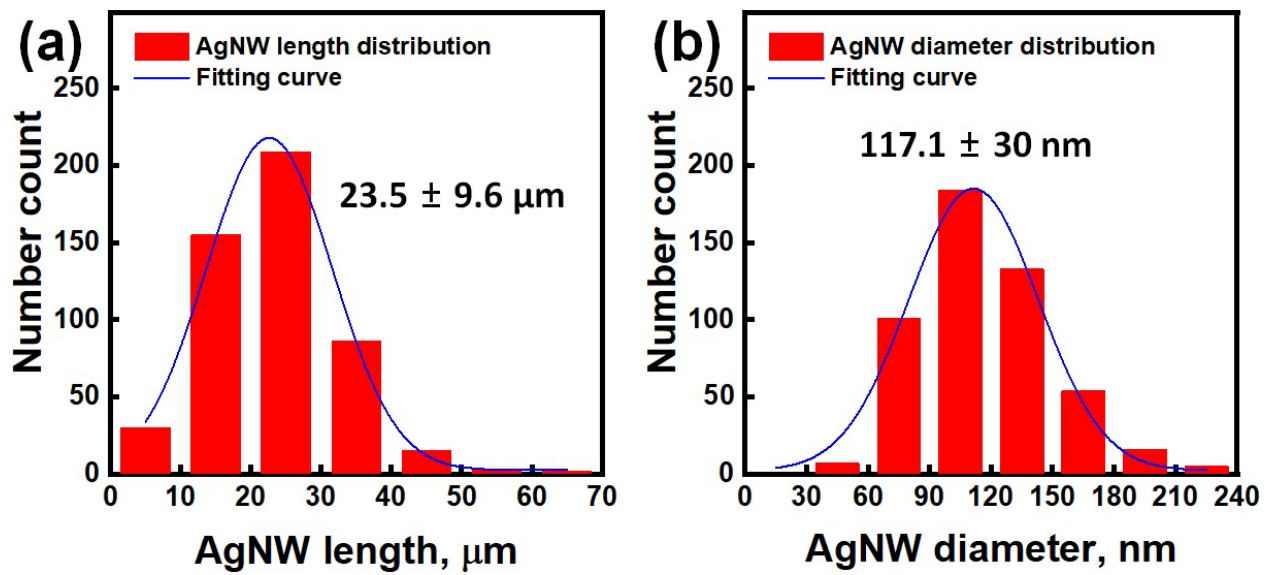 (a)
AgNW length distribution
Fitting curve
23.5 ± 9.6 μm
Number count
250
200
150
100
50
0
0 10 20 30 40 50 60 70
AgNW length, μm
(b)
AgNW diameter distribution
Fitting curve
117.1 ± 30 nm
Number count
250
200
150
100
50
0
0 30 60 90 120 150 180 210 240
AgNW diameter, nm